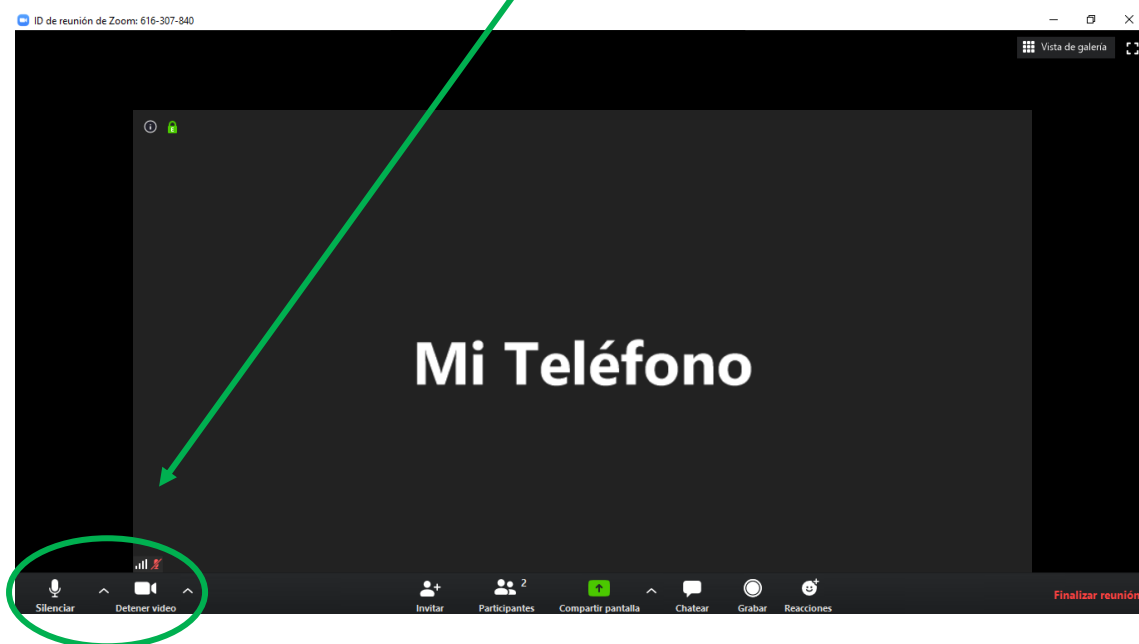 ID de reunión de Zoom: 616-307-840
Vista de galería
Mi Teléfono
2
Silenciar
Detener video
Invitar
Participantes
Compartir pantalla
Chatear
Grabar
Reacciones
Finalizar reunión